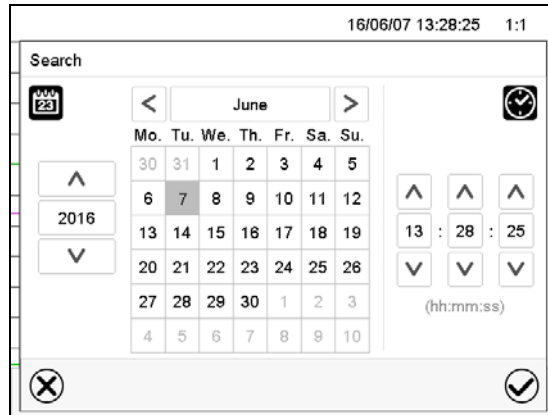 16/06/07 13:28:25 1:1
Search
23
< June >
Mo. Tu. We. Th. Fr. Sa. Su.
30 31 1 2 3 4 5
6 7 8 9 10 11 12
2016
13 14 15 16 17 18 19
13 : 28 : 25
20 21 22 23 24 25 26
27 28 29 30 1 2 3
(hh:mm:ss)
4 5 6 7 8 9 10